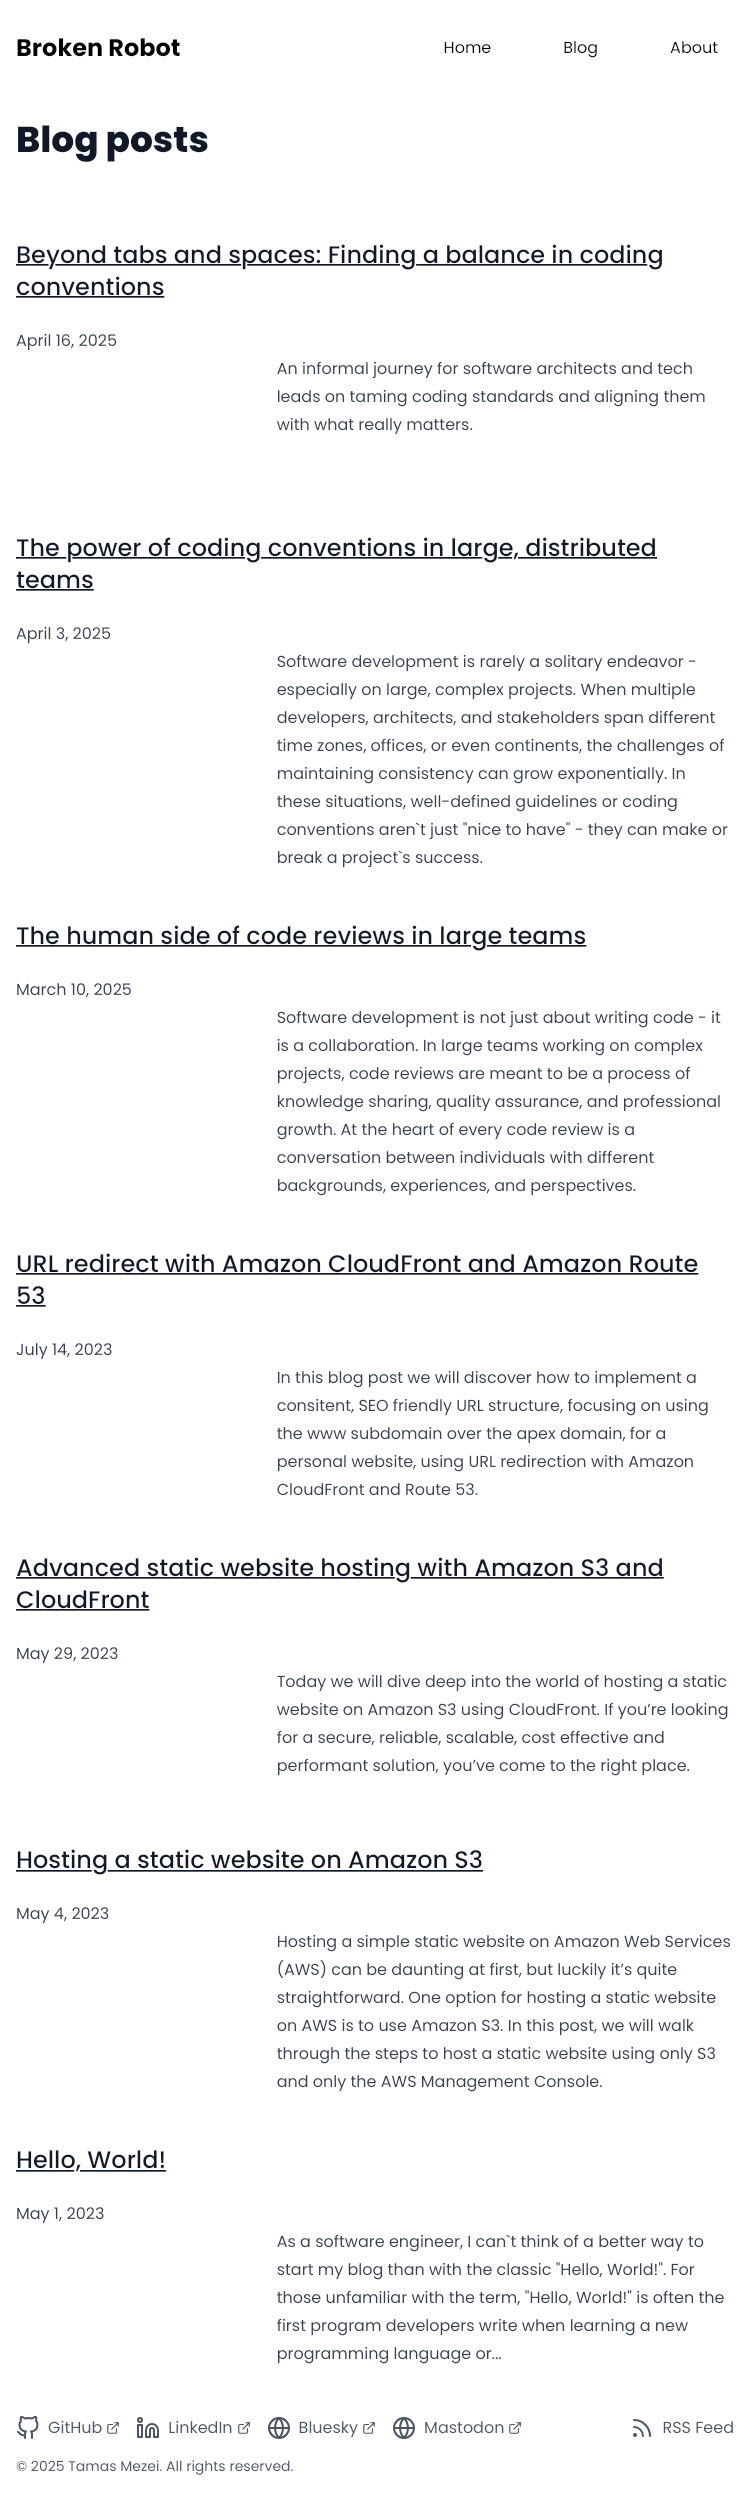 Broken Robot
Home
Blog
About
Blog posts
Beyond tabs and spaces: Finding a balance in coding
conventions
April 16, 2025
An informal journey for software architects and tech
leads on taming coding standards and aligning them
with what really matters.
The power of coding conventions in large, distributed
teams
April 3, 2025
Software development is rarely a solitary endeavor -
especially on large, complex projects. When multiple
developers, architects, and stakeholders span different
time zones, offices, or even continents, the challenges of
maintaining consistency can grow exponentially. In
these situations, well-defined guidelines or coding
conventions aren`t just "nice to have" - they can make or
break a project`s success.
The human side of code reviews in large teams
March 10, 2025
Software development is not just about writing code - it
is a collaboration. In large teams working on complex
projects, code reviews are meant to be a process of
knowledge sharing, quality assurance, and professional
growth. At the heart of every code review is a
conversation between individuals with different
backgrounds, experiences, and perspectives.
URL redirect with Amazon CloudFront and Amazon Route
53
July 14, 2023
In this blog post we will discover how to implement a
consitent, SEO friendly URL structure, focusing on using
the www subdomain over the apex domain, for a
personal website, using URL redirection with Amazon
CloudFront and Route 53.
Advanced static website hosting with Amazon S3 and
CloudFront
May 29, 2023
Today we will dive deep into the world of hosting a static
website on Amazon S3 using CloudFront. If you’re looking
for a secure, reliable, scalable, cost effective and
performant solution, you’ve come to the right place.
Hosting a static website on Amazon S3
May 4, 2023
Hosting a simple static website on Amazon Web Services
(AWS) can be daunting at first, but luckily it’s quite
straightforward. One option for hosting a static website
on AWS is to use Amazon S3. In this post, we will walk
through the steps to host a static website using only S3
and only the AWS Management Console.
Hello, World!
May 1, 2023
As a software engineer, I can`t think of a better way to
start my blog than with the classic "Hello, World!". For
those unfamiliar with the term, "Hello, World!" is often the
first program developers write when learning a new
programming language or...
GitHub
LinkedIn
Bluesky
Mastodon
RSS Feed
© 2025 Tamas Mezei. All rights reserved.